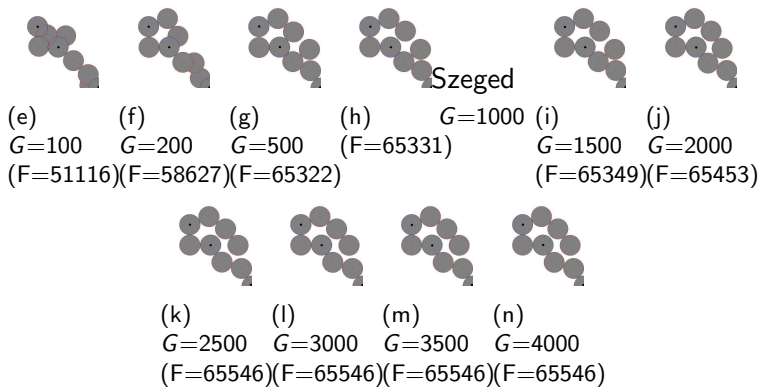 Szeged
(e) (f) (g) (h) G=1000 (i) (j)
G=100 G=200 G=500 (F=65331) G=1500 G=2000
(F=51116) (F=58627) (F=65322) (F=65349) (F=65453)
(k) (l) (m) (n)
G=2500 G=3000 G=3500 G=4000
(F=65546) (F=65546) (F=65546) (F=65546)